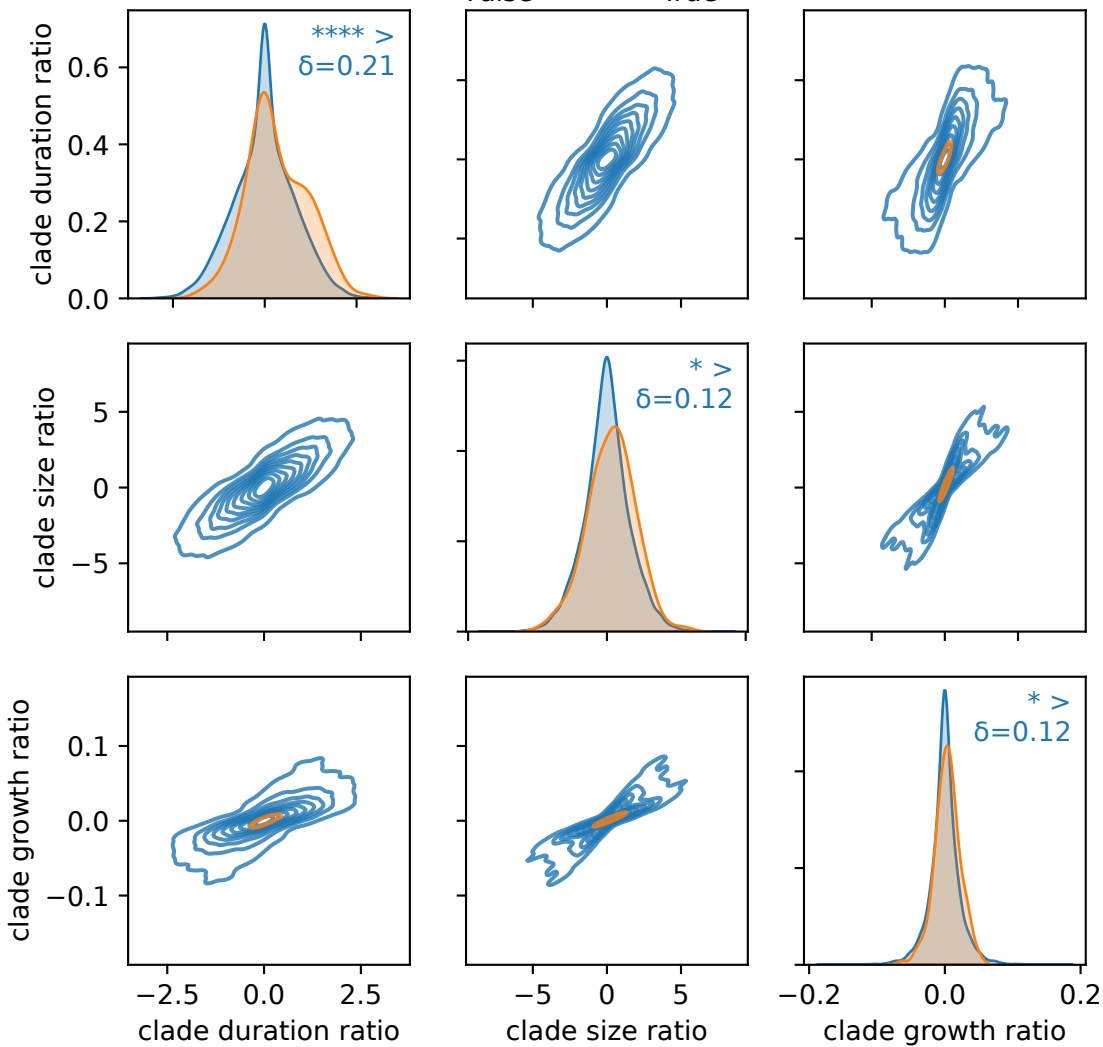 clade duration ratio
0.6
0.4
0.2
0.0
**** >
δ=0.21
clade size ratio
5
0
−5
* >
δ=0.12
clade growth ratio
0.1
0.0
−0.1
* >
δ=0.12
−2.5 0.0 2.5
−5 0 5
−0.2 0.0 0.2
clade duration ratio
clade size ratio
clade growth ratio